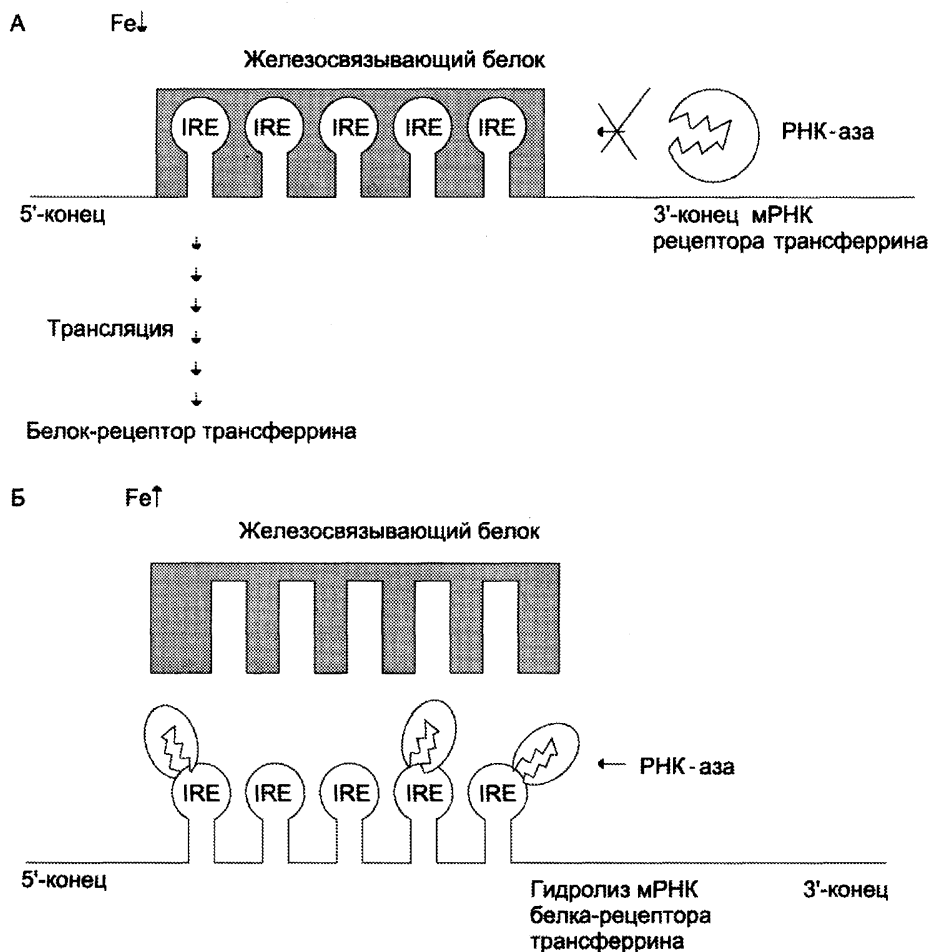 А Fe↓
Железосвязывающий белок
IRE IRE IRE IRE IRE
РНК-аза
5'-конец
3'-конец мРНК
рецептора трансферрина
Трансляция
Белок-рецептор трансферрина
Б Fe↑
Железосвязывающий белок
РНК-аза
IRE IRE IRE IRE IRE
5'-конец
Гидролиз мРНК
белка-рецептора
трансферрина
3'-конец